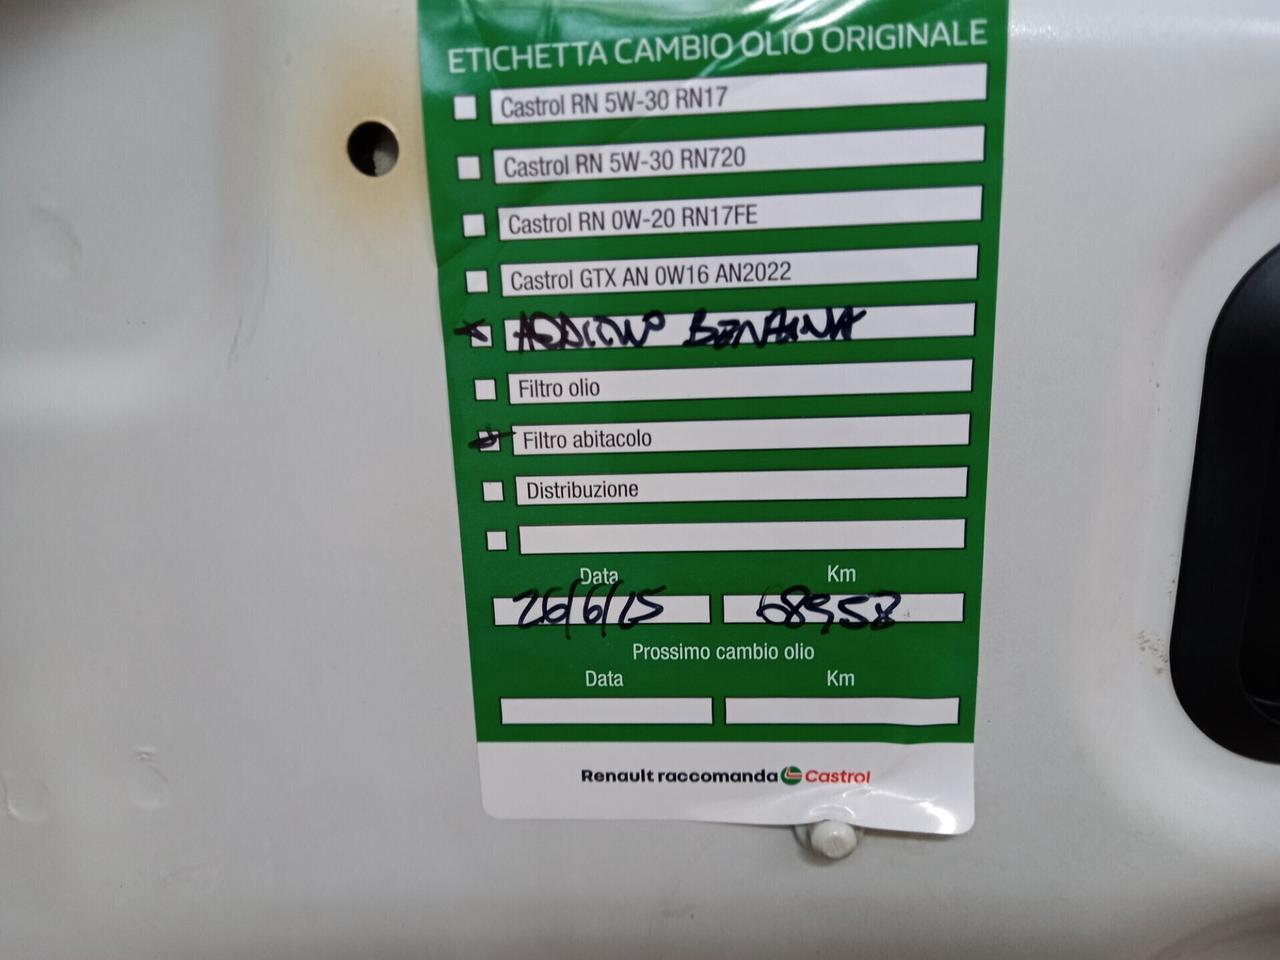 ETICHETTA CAMBIO OLIO ORIGINALE
Castrol RN 5W-30 RN17
Castrol RN 5W-30 RN720
Castrol RN 0W-20 RN17FE
Castrol GTX AN 0W16 AN2022
BENZINA
Filtro olio
Filtro abitacolo
Distribuzione
Data Km
26/6/25 68958
Prossimo cambio olio
Data Km
Renault raccomanda Castrol